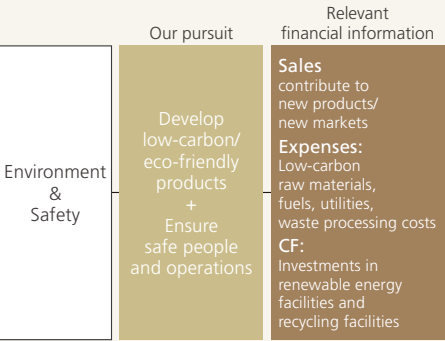 Our pursuit
Relevant
financial information
Environment
&
Safety
Develop
low-carbon/
eco-friendly
products
+
Ensure
safe people
and operations
Sales
contribute to
new products/
new markets
Expenses:
Low-carbon
raw materials,
fuels, utilities,
waste processing costs
CF:
Investments in
renewable energy
facilities and
recycling facilities